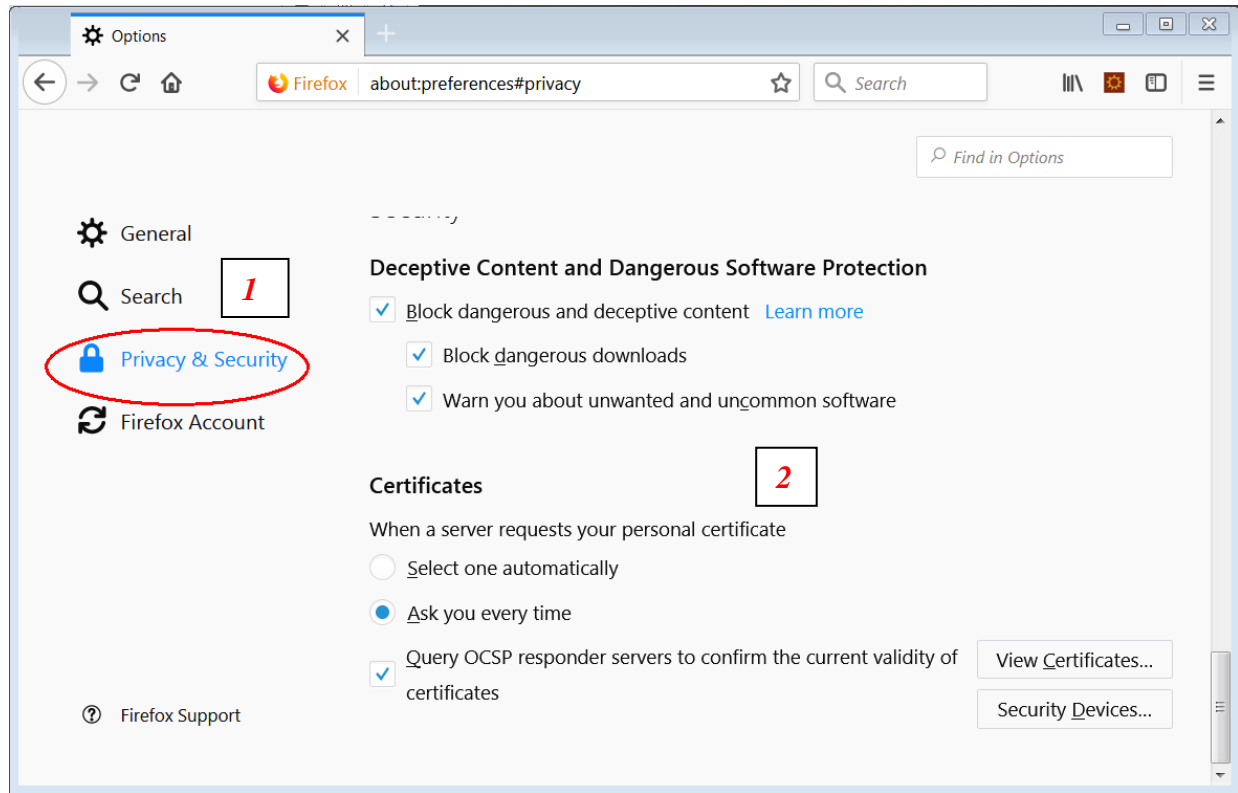 Options
Firefox about:preferences#privacy Search
Find in Options
General
Search
1
Privacy & Security
Firefox Account
Firefox Support
Security
Deceptive Content and Dangerous Software Protection
Block dangerous and deceptive content Learn more
Block dangerous downloads
Warn you about unwanted and uncommon software
2
Certificates
When a server requests your personal certificate
Select one automatically
Ask you every time
Query OCSP responder servers to confirm the current validity of
certificates
View Certificates...
Security Devices...